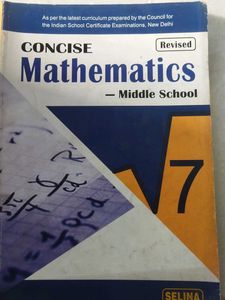 As per the latest curriculum prepared by the Council for
the Indian School Certificate Examinations, New Delhi
CONCISE
Revised
Mathematics
— Middle School
√7
SELINA